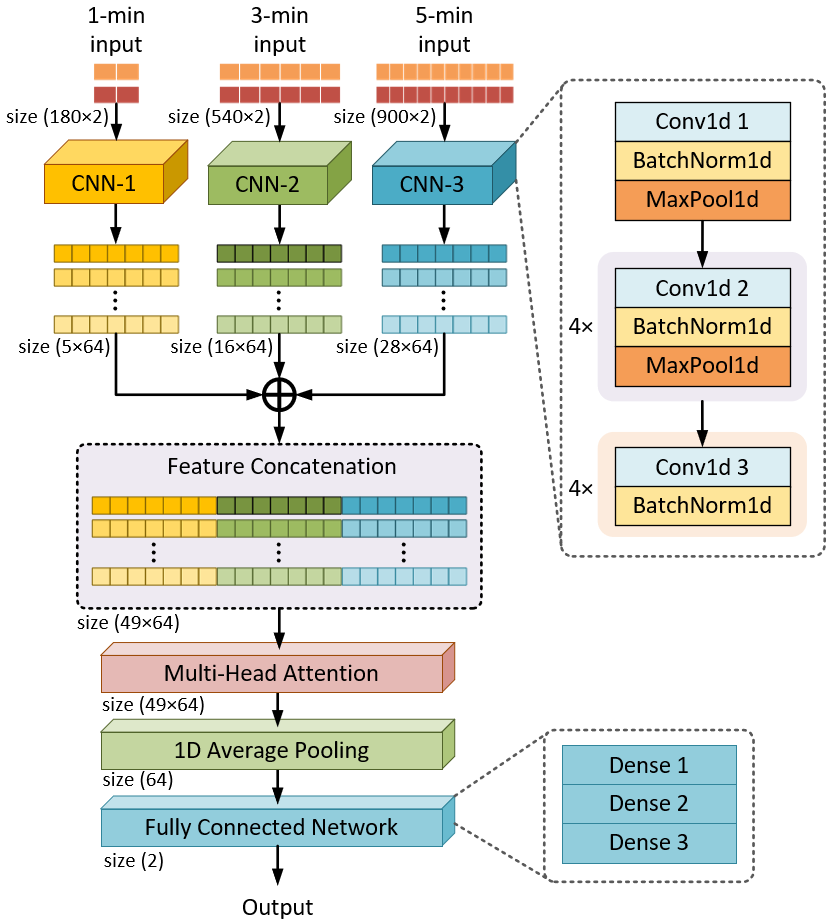 1-min
input
3-min
input
5-min
input
size (180×2)
size (540×2)
size (900×2)
CNN-1
CNN-2
CNN-3
size (5×64)
size (16×64)
size (28×64)
Feature Concatenation
size (49×64)
Multi-Head Attention
size (49×64)
1D Average Pooling
size (64)
Fully Connected Network
size (2)
Output
Conv1d 1
BatchNorm1d
MaxPool1d
4×
Conv1d 2
BatchNorm1d
MaxPool1d
4×
Conv1d 3
BatchNorm1d
Dense 1
Dense 2
Dense 3